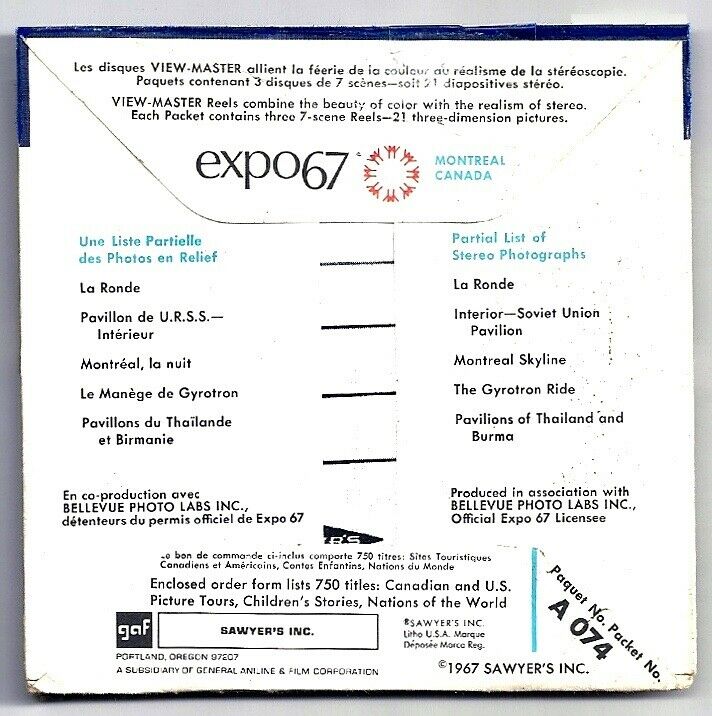 Les disques VIEW-MASTER allient la féerie de la couleur au réalisme de la stéréoscopie.
Paquets contenant 3 disques de 7 scènes—soit 21 diapositives stéréo.
VIEW-MASTER Reels combine the beauty of color with the realism of stereo.
Each Packet contains three 7-scene Reels—21 three-dimension pictures.
expo67
MONTREAL
CANADA
Une Liste Partielle
des Photos en Relief
La Ronde
Pavillon de U.R.S.S.—
Intérieur
Montréal, la nuit
Le Manège de Gyrotron
Pavillons du Thaïlande
et Birmanie
Partial List of
Stereo Photographs
La Ronde
Interior—Soviet Union
Pavilion
Montreal Skyline
The Gyrotron Ride
Pavilions of Thailand and
Burma
En co-production avec
BELLEVUE PHOTO LABS INC.,
détenteurs du permis officiel de Expo 67
Produced in association with
BELLEVUE PHOTO LABS INC.,
Official Expo 67 Licensee
R'S
Le bon de commande ci-inclus comporte 750 titres: Sites Touristiques
Canadiens et Américains, Contes Enfantins, Nations du Monde
Enclosed order form lists 750 titles: Canadian and U.S.
Picture Tours, Children's Stories, Nations of the World
gaf
SAWYER'S INC.
PORTLAND, OREGON 97207
A SUBSIDIARY OF GENERAL ANILINE & FILM CORPORATION
®SAWYER'S INC.
Litho U.S.A. Marque
Déposée Marca Reg.
©1967 SAWYER'S INC.
Paquet No. Packet No.
A 074